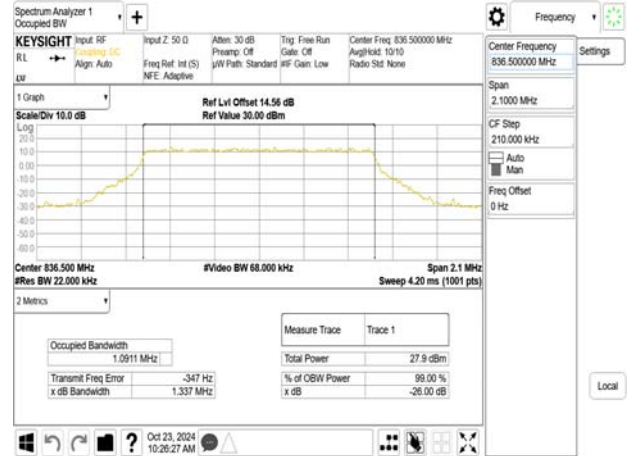 Spectrum Analyzer 1
Occupied BW
Frequency
KEYSIGHT
Input: RF
Coupling: DC
Align: Auto
Input Z: 50 Ω
Freq Ref: Int (S)
NFE: Adaptive
Atten: 30 dB
Preamp: Off
µW Path: Standard
Trig: Free Run
Gate: Off
#IF Gain: Low
Center Freq: 836.500000 MHz
Avg|Hold: 10/10
Radio Std: None
RL
Center Frequency
836.500000 MHz
Settings
Span
2.1000 MHz
CF Step
210.000 kHz
Auto
Man
Freq Offset
0 Hz
Local
1 Graph
Scale/Div 10.0 dB
Ref Lvl Offset 14.56 dB
Ref Value 30.00 dBm
Log
20.0
10.0
0.00
-10.0
-20.0
-30.0
-40.0
-50.0
-60.0
Center 836.500 MHz
#Res BW 22.000 kHz
#Video BW 68.000 kHz
Span 2.1 MHz
Sweep 4.20 ms (1001 pts)
2 Metrics
Measure Trace Trace 1
Occupied Bandwidth
1.0911 MHz
Total Power 27.9 dBm
Transmit Freq Error -347 Hz
% of OBW Power 99.00 %
x dB Bandwidth 1.337 MHz
x dB -26.00 dB
Oct 23, 2024
10:26:27 AM